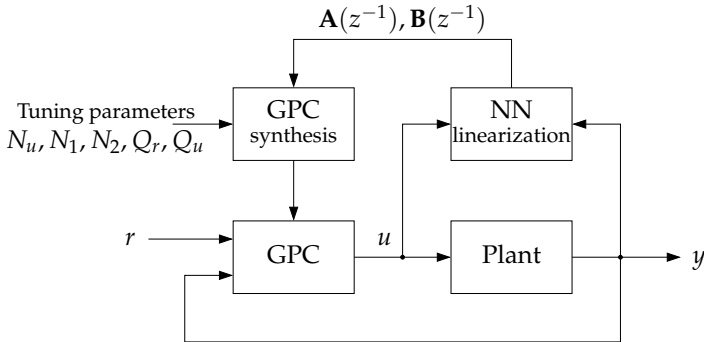 𝐀(z⁻¹), 𝐁(z⁻¹)
Tuning parameters
N_u, N_1, N_2, Q_r, Q_u
GPC
synthesis
NN
linearization
r
GPC
u
Plant
y